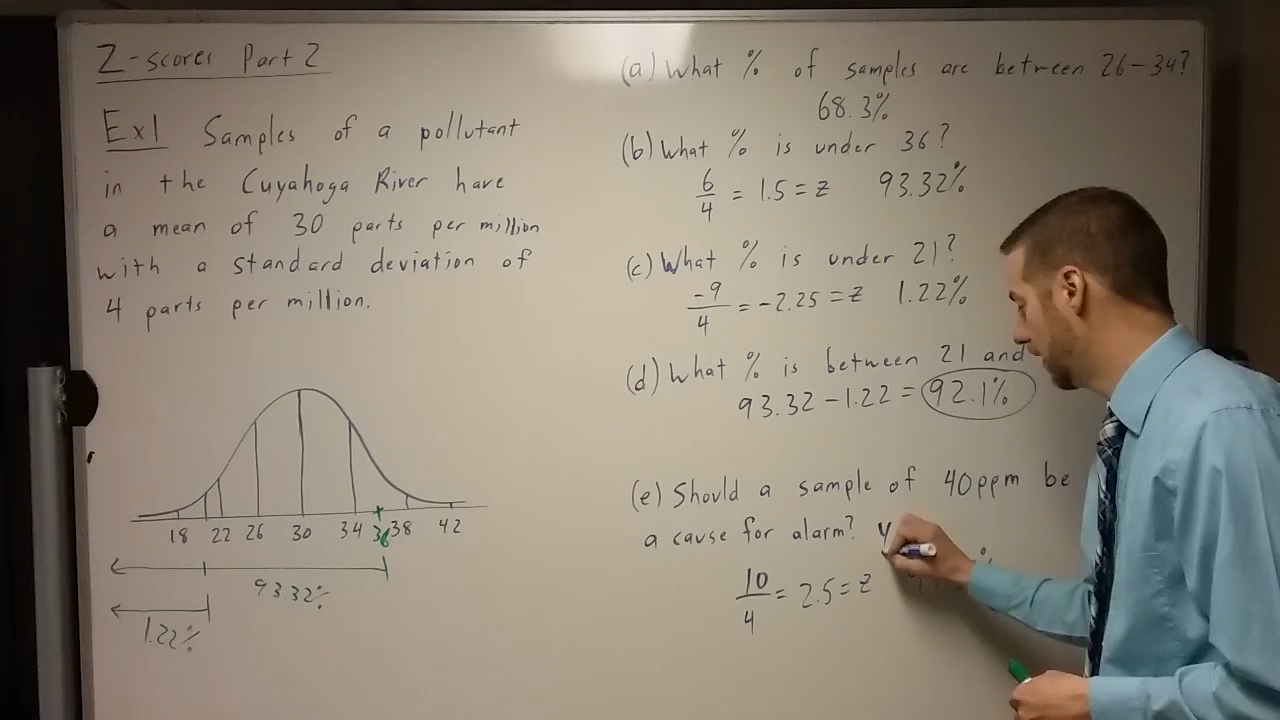 Z-scores Part 2
Ex1 Samples of a pollutant
in the Cuyahoga River have
a mean of 30 parts per million
with a standard deviation of
4 parts per million.
18 22 26 30 34 36 38 42
93.32%
1.22%
(a) What % of samples are between 26-34?
68.3%
(b) What % is under 36?
6/4 = 1.5 = z 93.32%
(c) What % is under 21?
-9/4 = -2.25 = z 1.22%
(d) What % is between 21 and
93.32 - 1.22 = 92.1%
(e) Should a sample of 40ppm be
a cause for alarm? Y
10/4 = 2.5 = z %